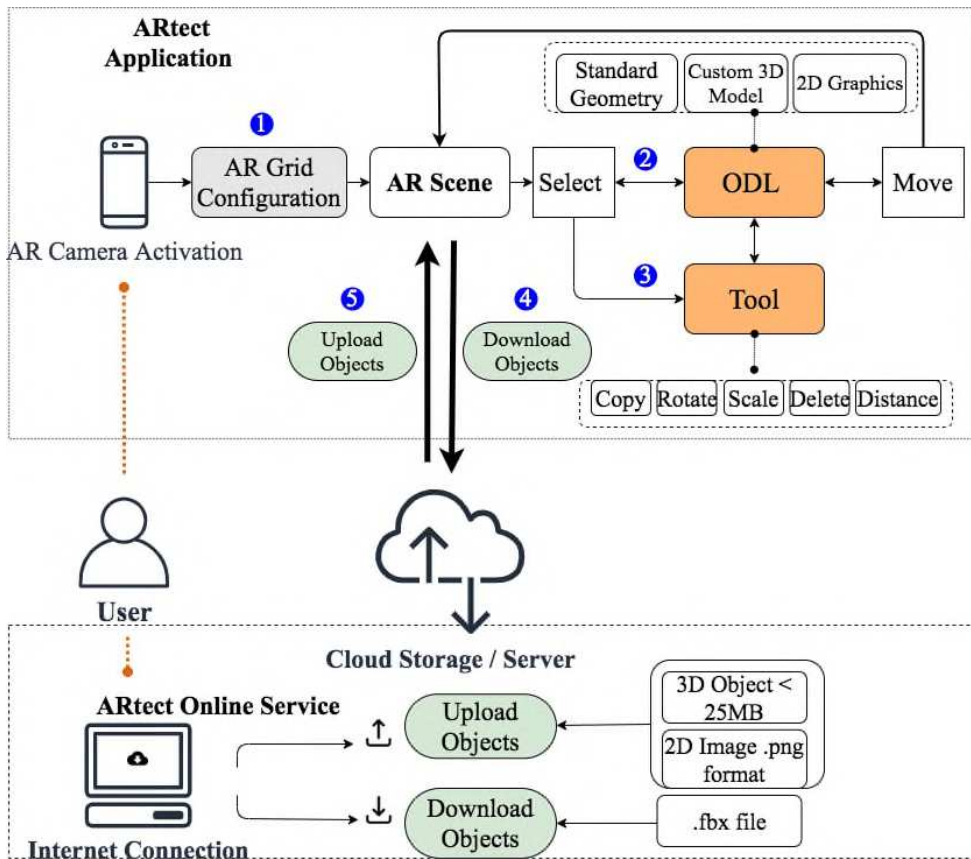 ARtect
Application
Standard
Geometry
Custom 3D
Model
2D Graphics
1
AR Grid
Configuration
AR Scene
Select
2
ODL
Move
AR Camera Activation
3
Tool
5
Upload
Objects
4
Download
Objects
Copy
Rotate
Scale
Delete
Distance
User
Cloud Storage / Server
ARtect Online Service
Upload
Objects
3D Object <
25MB
2D Image .png
format
Download
Objects
.fbx file
Internet Connection